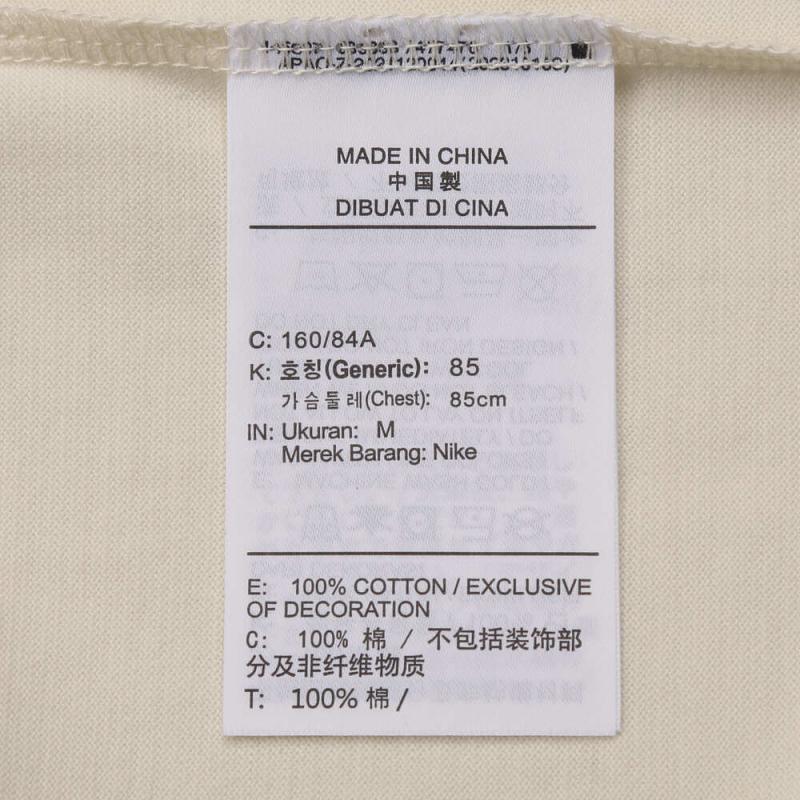 MADE IN CHINA
中国製
DIBUAT DI CINA
C: 160/84A
K: 호칭(Generic): 85
가슴둘레(Chest): 85cm
IN: Ukuran: M
Merek Barang: Nike
E: 100% COTTON / EXCLUSIVE
OF DECORATION
C: 100% 棉 / 不包括装饰部
分及非纤维物质
T: 100% 棉 /